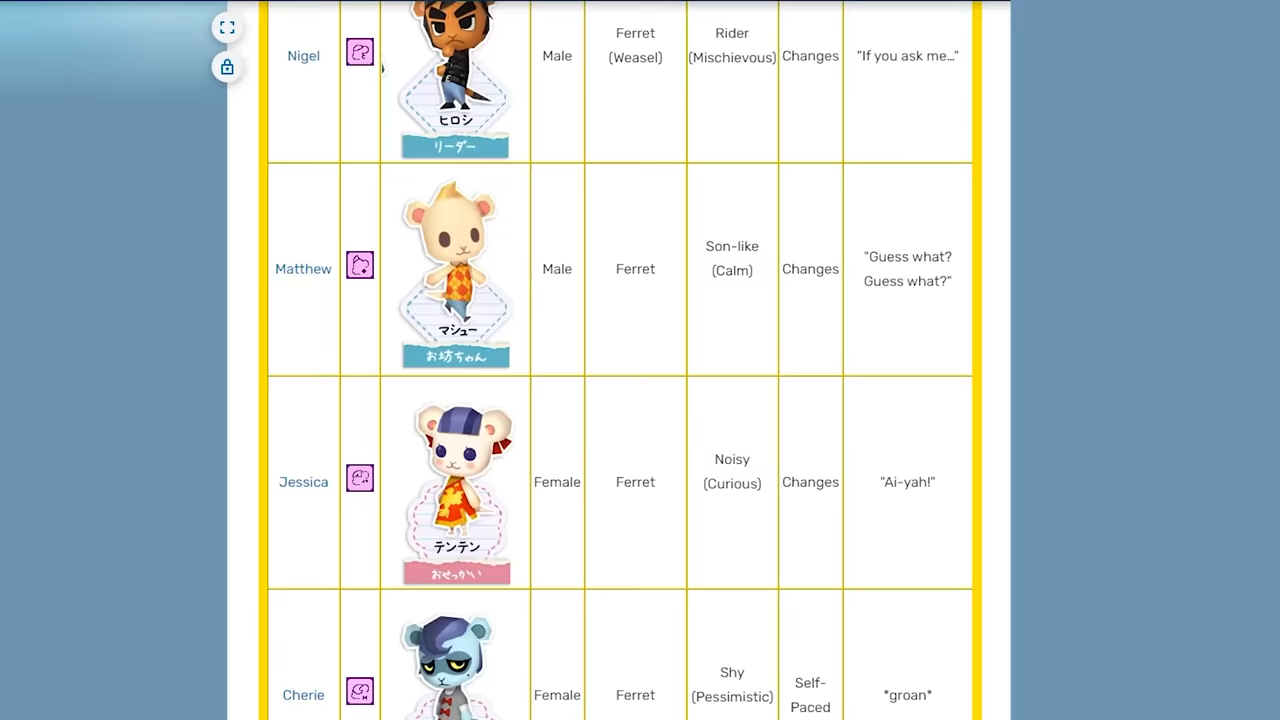 Nigel
ヒロシ
リーダー
Male
Ferret
(Weasel)
Rider
(Mischievous)
Changes
"If you ask me…"
Matthew
マシュー
お坊ちゃん
Male
Ferret
Son-like
(Calm)
Changes
"Guess what?
Guess what?"
Jessica
テンテン
おせっかい
Female
Ferret
Noisy
(Curious)
Changes
"Ai-yah!"
Cherie
Female
Ferret
Shy
(Pessimistic)
Self-
Paced
*groan*